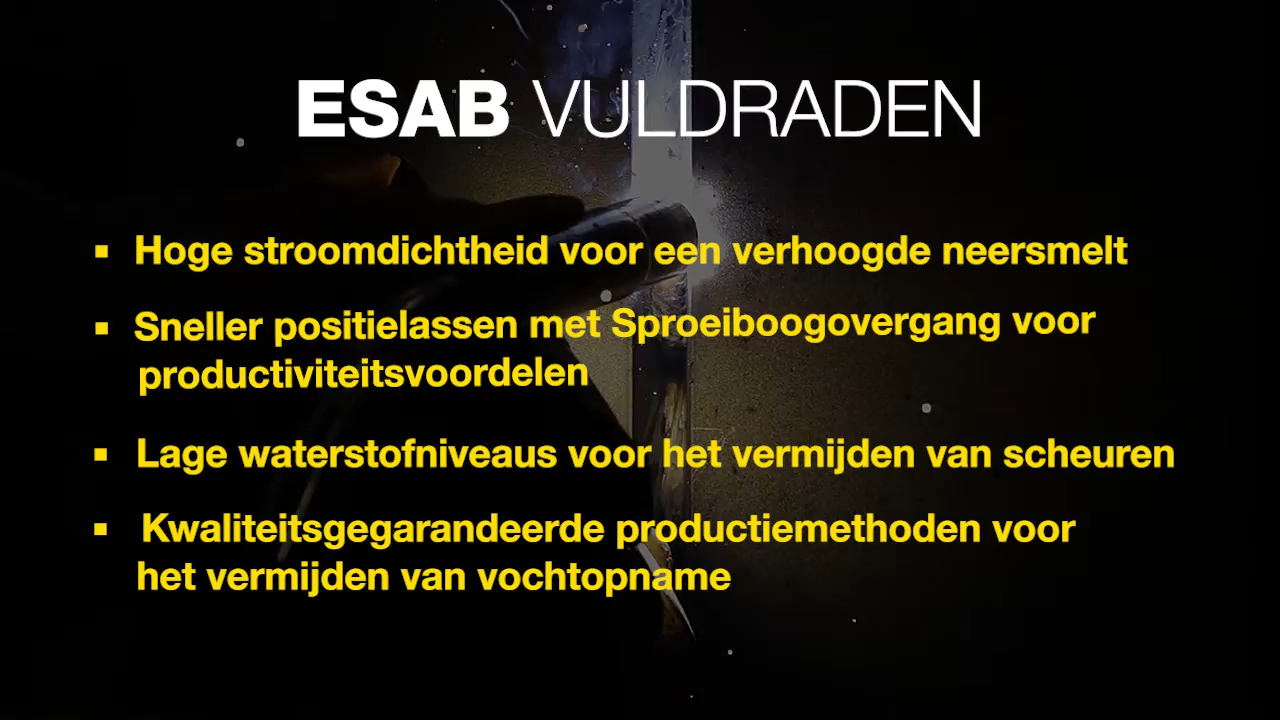 ESAB VULDRADEN
▪ Hoge stroomdichtheid voor een verhoogde neersmelt
▪ Sneller positielassen met Sproeiboogovergang voor
productiviteitsvoordelen
▪ Lage waterstofniveaus voor het vermijden van scheuren
▪ Kwaliteitsgegarandeerde productiemethoden voor
het vermijden van vochtopname